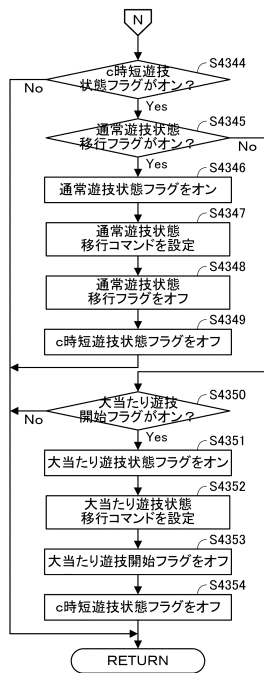 N
S4344
c時短遊技
状態フラグがオン?
No
Yes
S4345
通常遊技状態
移行フラグがオン?
No
Yes
S4346
通常遊技状態フラグをオン
S4347
通常遊技状態
移行コマンドを設定
S4348
通常遊技状態
移行フラグをオフ
S4349
c時短遊技状態フラグをオフ
S4350
大当たり遊技
開始フラグがオン?
No
Yes
S4351
大当たり遊技状態フラグをオン
S4352
大当たり遊技状態
移行コマンドを設定
S4353
大当たり遊技開始フラグをオフ
S4354
c時短遊技状態フラグをオフ
RETURN